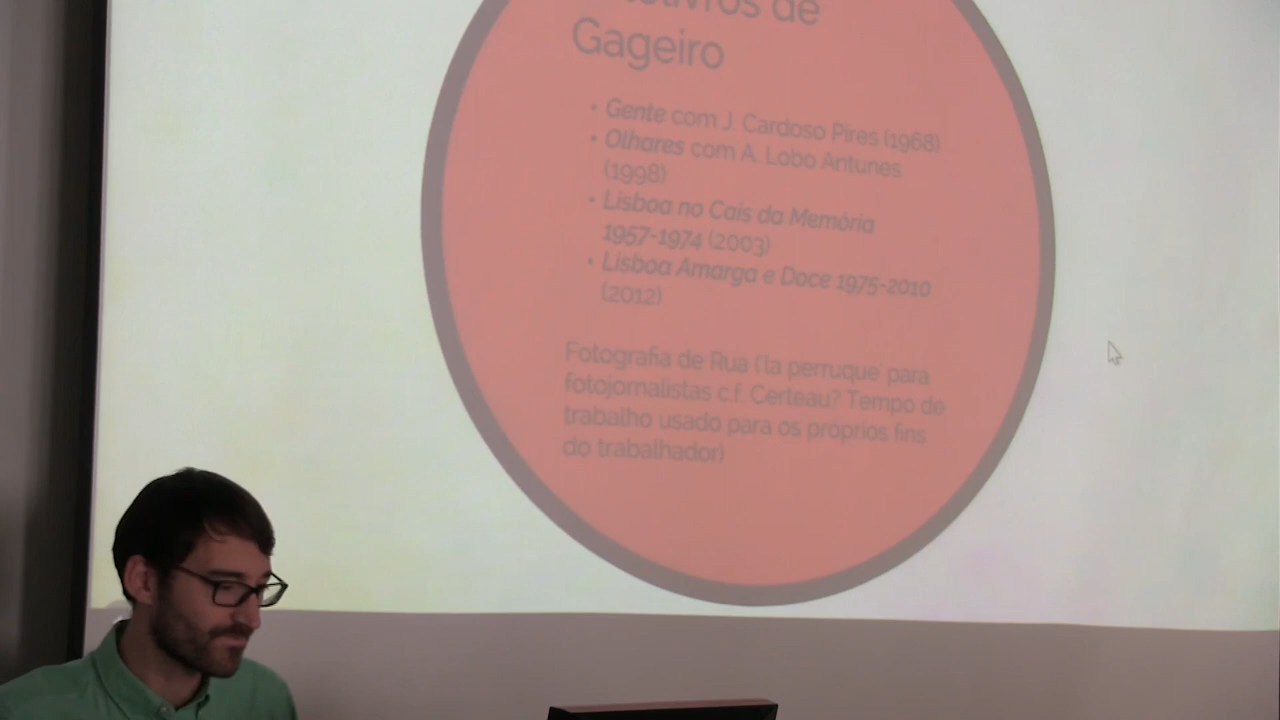 de
Gageiro
• Gente com J. Cardoso Pires (1968)
• Olhares com A. Lobo Antunes
(1998)
• Lisboa no Cais da Memória
1957-1974 (2003)
• Lisboa Amarga e Doce 1975-2010
(2012)
Fotografia de Rua ('la perruque' para
fotojornalistas c.f. Certeau? Tempo de
trabalho usado para os próprios fins
do trabalhador)